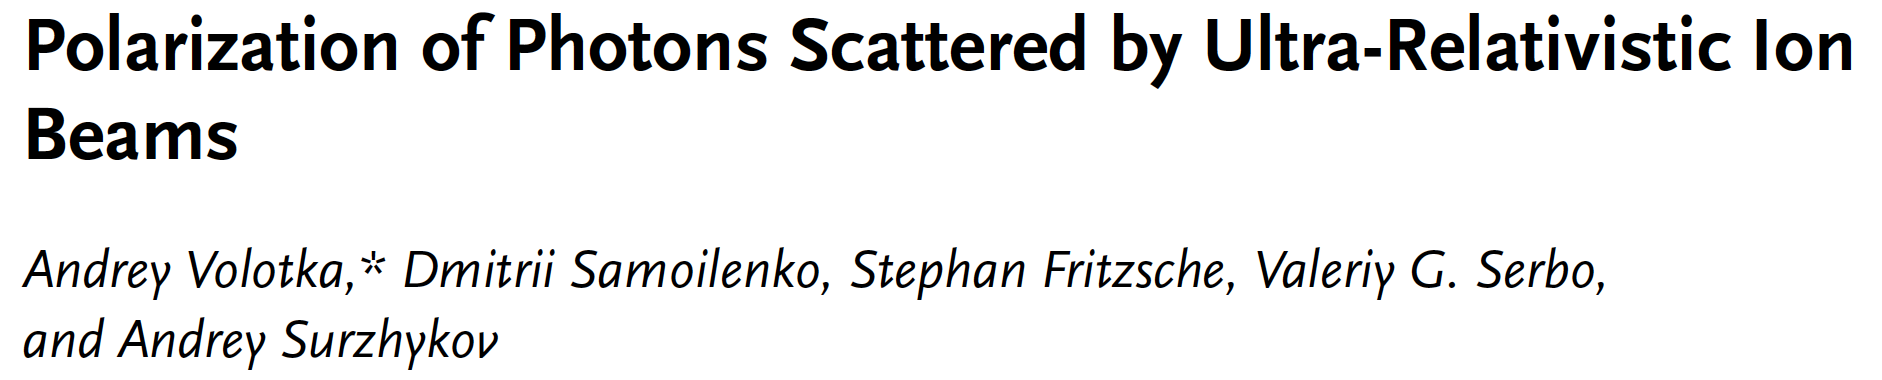 Polarization of Photons Scattered by Ultra-Relativistic Ion
Beams
Andrey Volotka,* Dmitrii Samoilenko, Stephan Fritzsche, Valeriy G. Serbo,
and Andrey Surzhykov